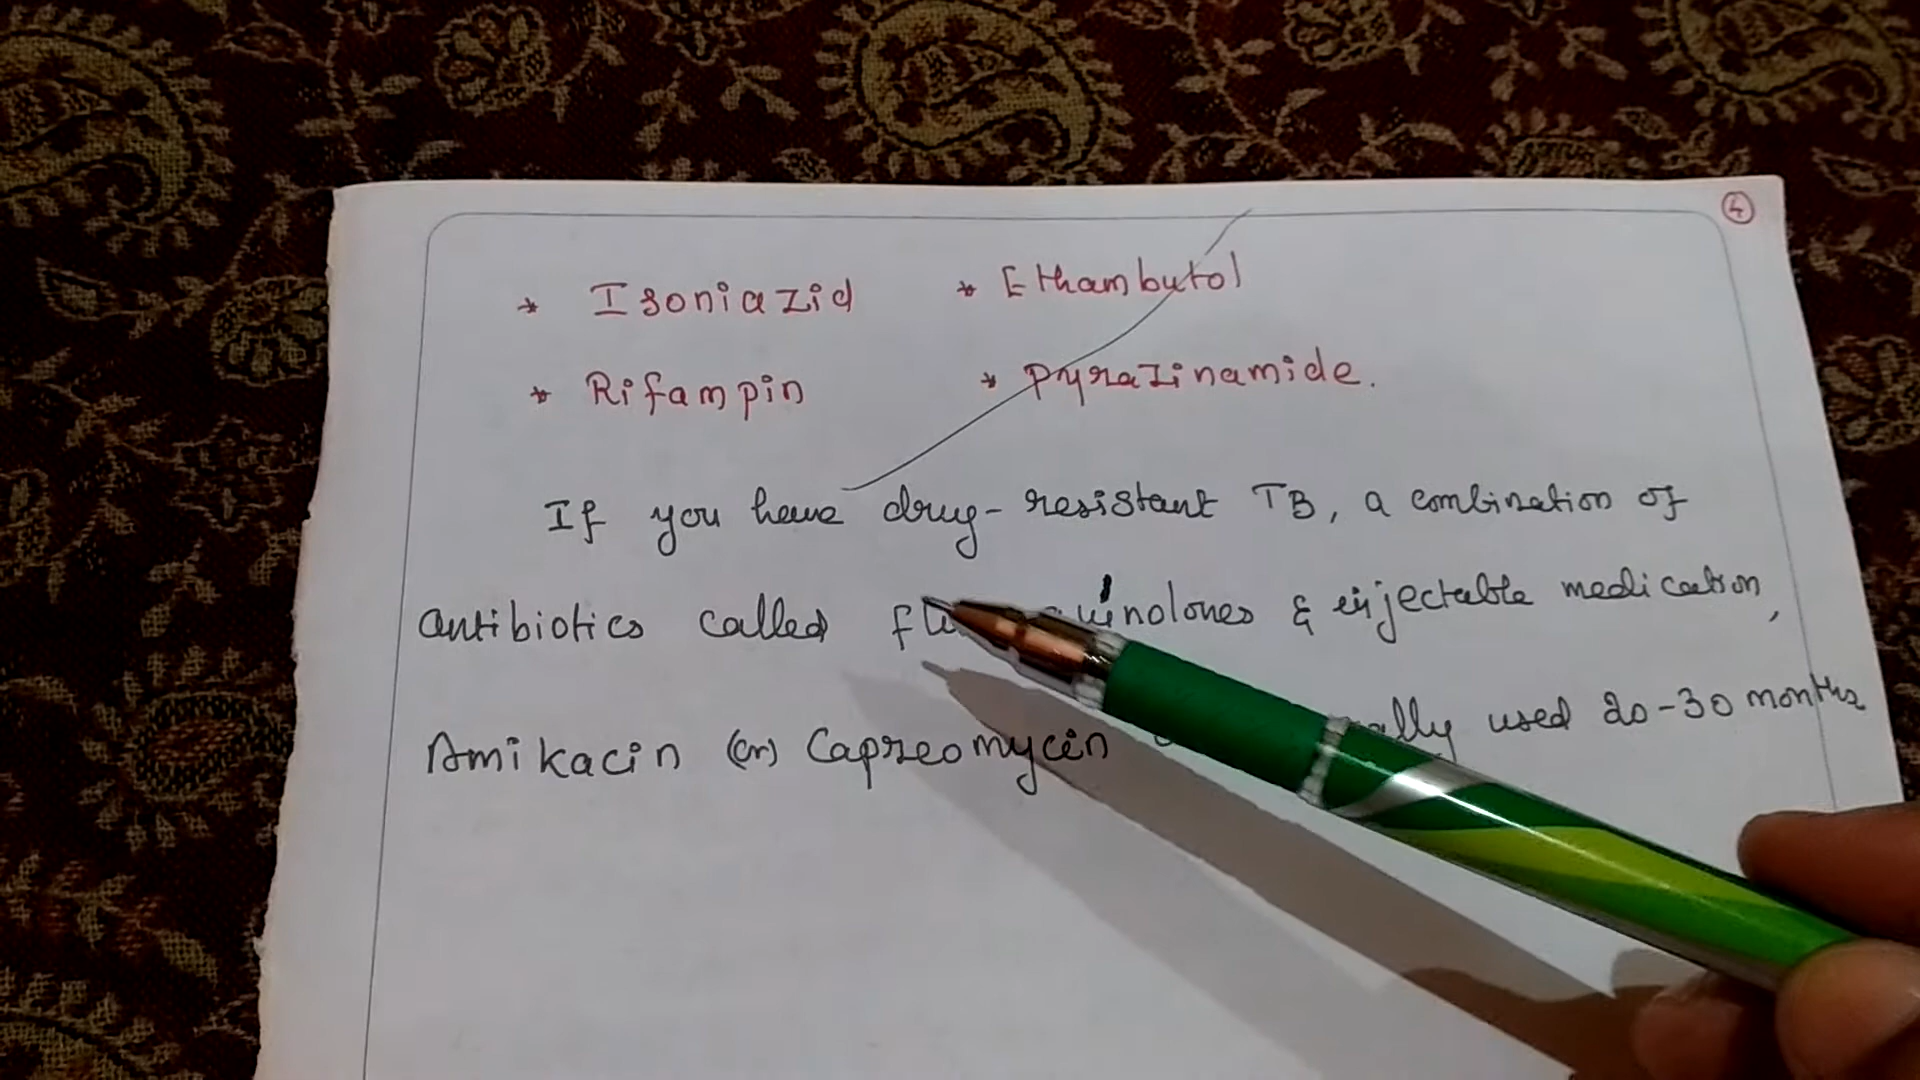 4
* Isoniazid * Ethambutol
* Rifampin * Pyrazinamide.
If you have drug-resistant TB, a combination of
antibiotics called & injectable medication,
Amikacin (or) Capreomycin used 20-30 months